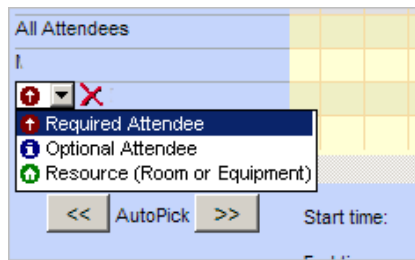 All Attendees
Required Attendee
Optional Attendee
Resource (Room or Equipment)
<< AutoPick >> Start time: